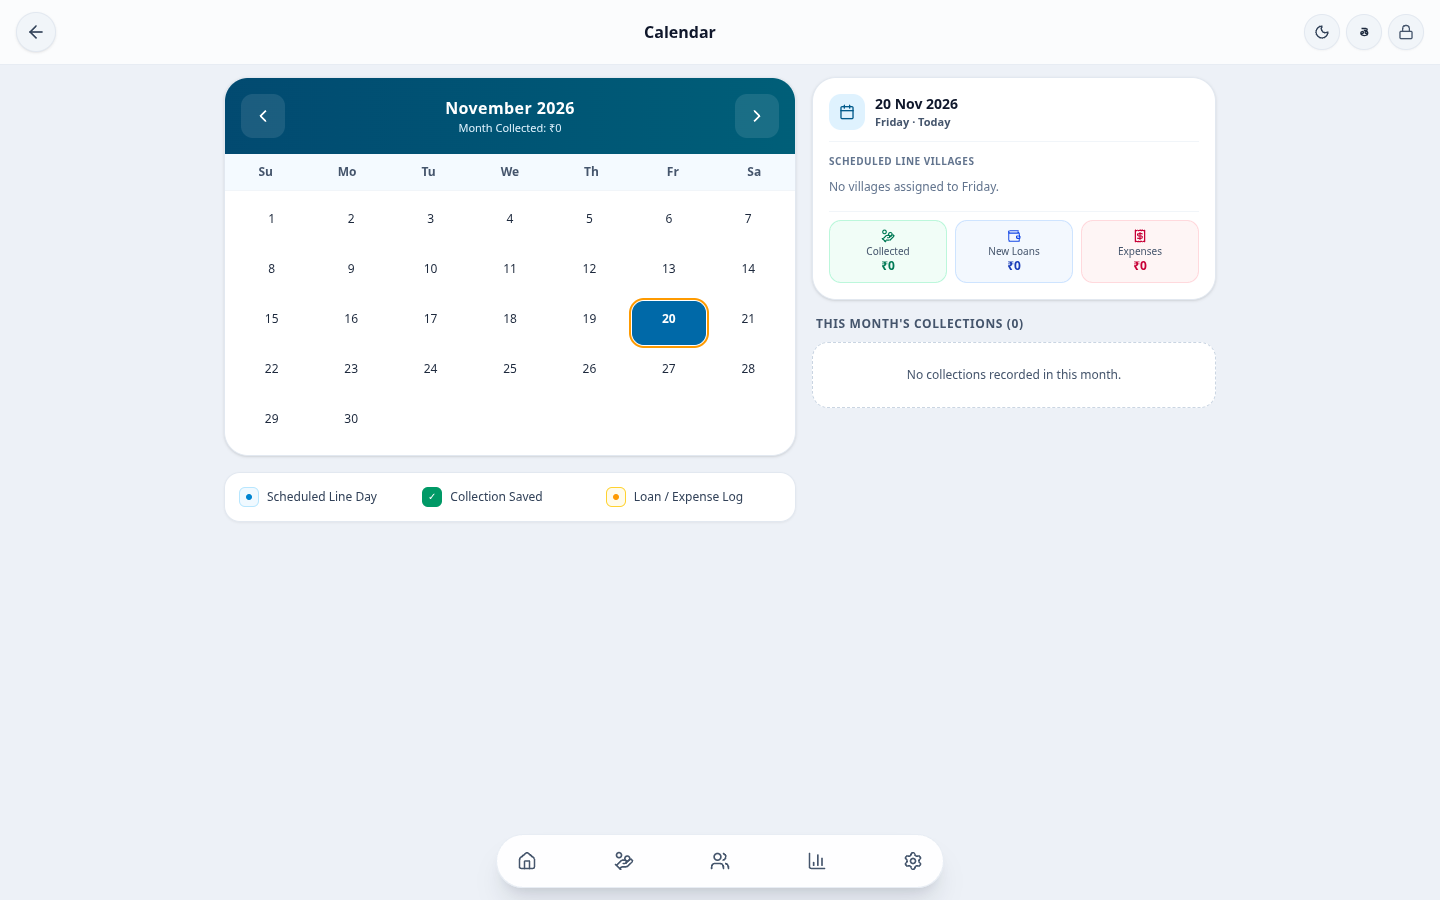 Calendar
November 2026
Month Collected: ₹0
Su Mo Tu We Th Fr Sa
1 2 3 4 5 6 7
8 9 10 11 12 13 14
15 16 17 18 19 20 21
22 23 24 25 26 27 28
29 30
Scheduled Line Day
✓ Collection Saved
Loan / Expense Log
20 Nov 2026
Friday · Today
SCHEDULED LINE VILLAGES
No villages assigned to Friday.
Collected
₹0
New Loans
₹0
Expenses
₹0
THIS MONTH'S COLLECTIONS (0)
No collections recorded in this month.